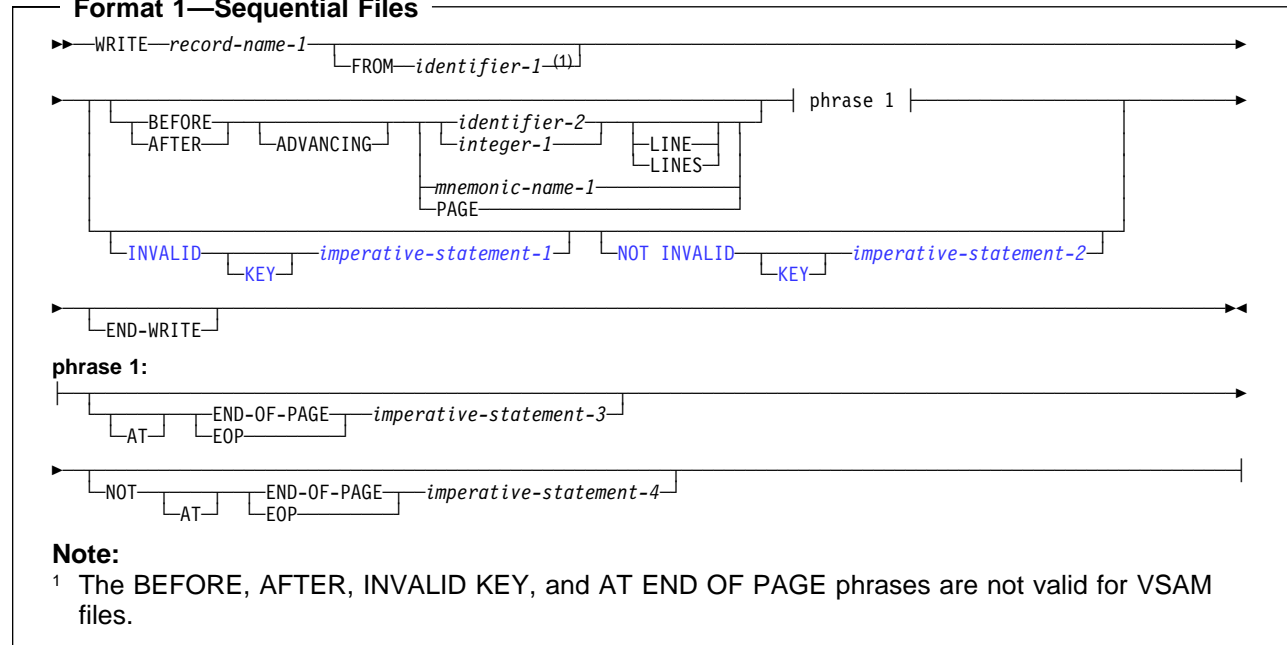 Format 1—Sequential Files
WRITE record-name-1
FROM identifier-1 (1)
phrase 1
BEFORE identifier-2
AFTER ADVANCING integer-1 LINE
LINES
mnemonic-name-1
PAGE
INVALID imperative-statement-1 NOT INVALID imperative-statement-2
KEY KEY
END-WRITE
phrase 1:
END-OF-PAGE imperative-statement-3
AT EOP
NOT END-OF-PAGE imperative-statement-4
AT EOP
Note:
1 The BEFORE, AFTER, INVALID KEY, and AT END OF PAGE phrases are not valid for VSAM
files.